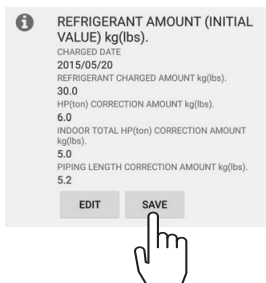 REFRIGERANT AMOUNT (INITIAL
VALUE) kg(lbs).
CHARGED DATE
2015/05/20
REFRIGERANT CHARGED AMOUNT kg(lbs).
30.0
HP(ton) CORRECTION AMOUNT kg(lbs).
6.0
INDOOR TOTAL HP(ton) CORRECTION AMOUNT
kg(lbs).
5.0
PIPING LENGTH CORRECTION AMOUNT kg(lbs).
5.2
EDIT SAVE